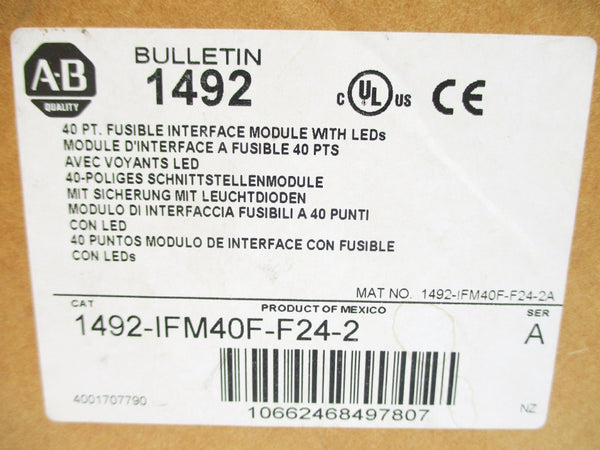 A-B
QUALITY
BULLETIN
1492
C UL US CE
40 PT. FUSIBLE INTERFACE MODULE WITH LEDs
MODULE D'INTERFACE A FUSIBLE 40 PTS
AVEC VOYANTS LED
40-POLIGES SCHNITTSTELLENMODULE
MIT SICHERUNG MIT LEUCHTDIODEN
MODULO DI INTERFACCIA FUSIBILI A 40 PUNTI
CON LED
40 PUNTOS MODULO DE INTERFACE CON FUSIBLE
CON LEDs
MAT NO. 1492-IFM40F-F24-2A
CAT PRODUCT OF MEXICO SER
1492-IFM40F-F24-2 A
4001707790
10662468497807
NZ